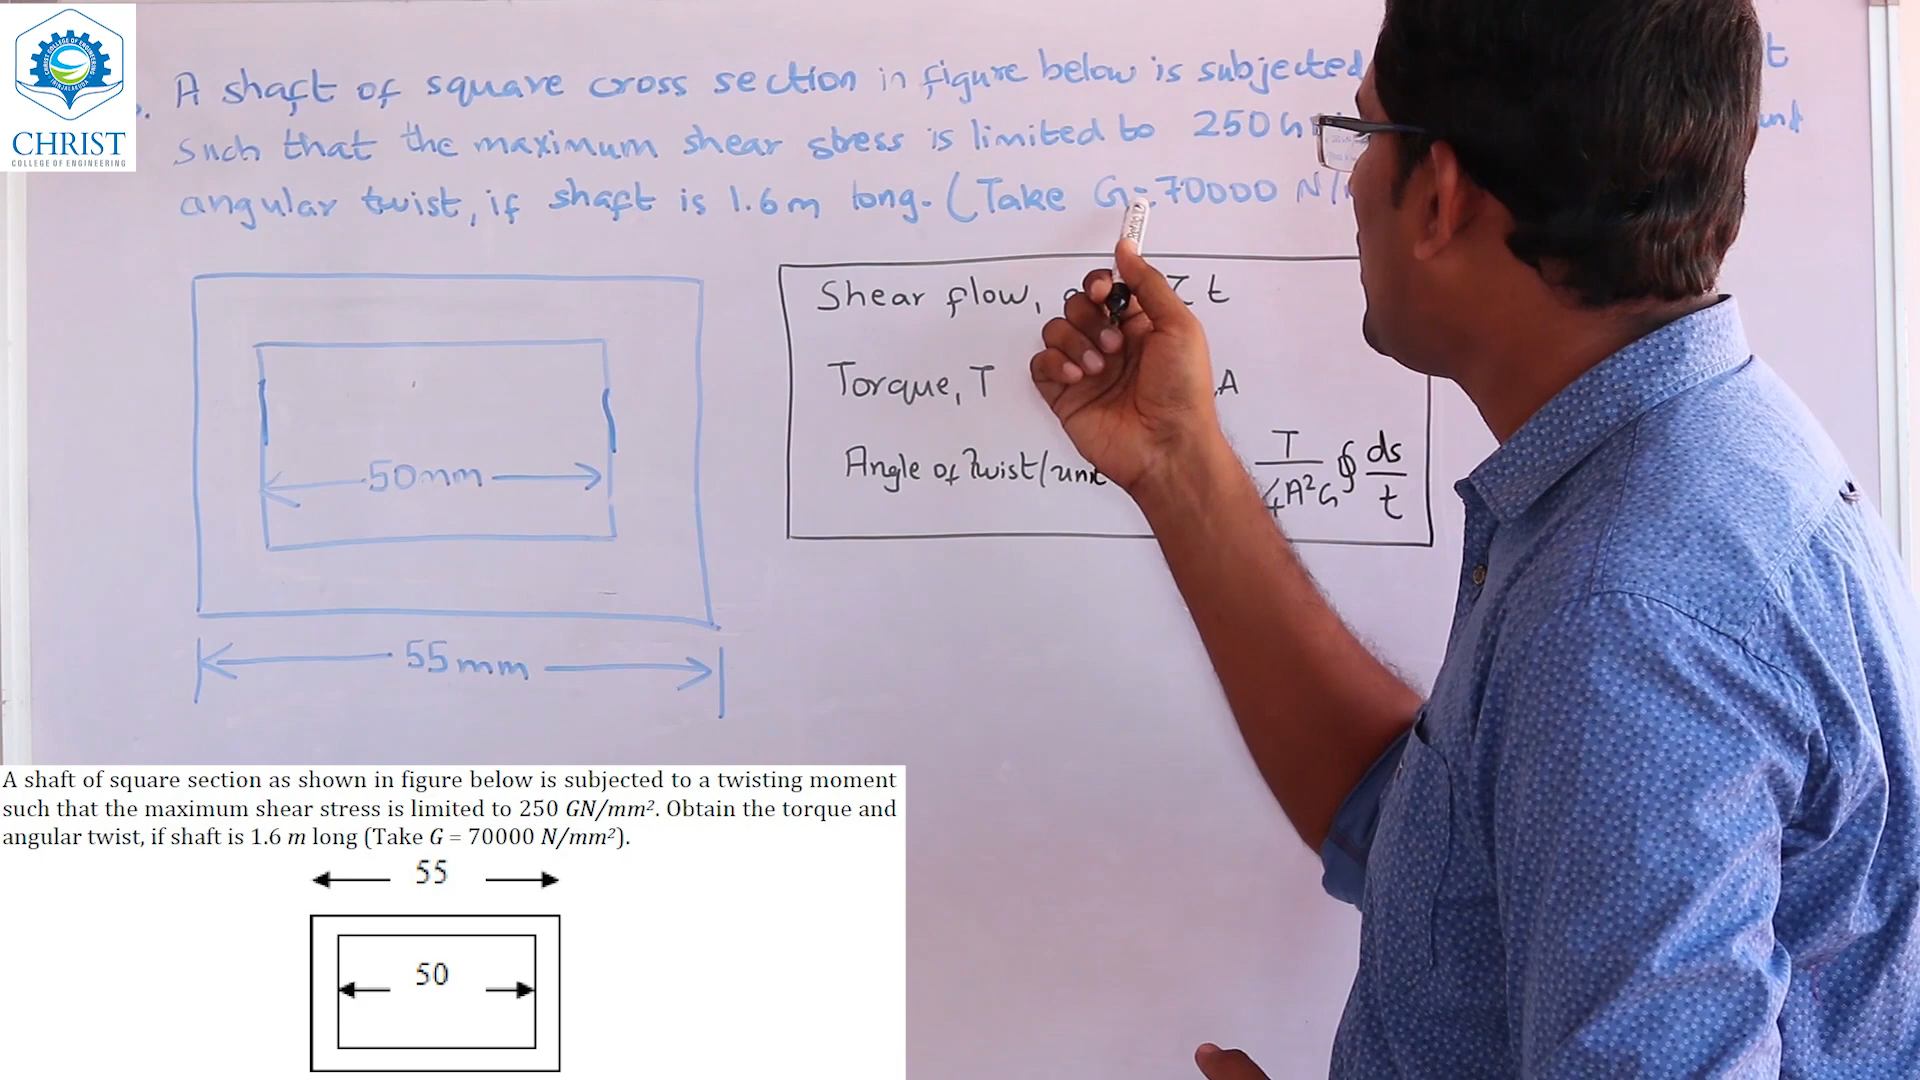 CHRIST
COLLEGE OF ENGINEERING
A shaft of square cross section in figure below is subjected
such that the maximum shear stress is limited to 250 G
angular twist, if shaft is 1.6m long. (Take G = 70000 N/
Shear flow, τ t
Torque, T A
Angle of Twist/unit T/4A²G ∮ ds/t
50mm
55mm
A shaft of square section as shown in figure below is subjected to a twisting moment
such that the maximum shear stress is limited to 250 GN/mm². Obtain the torque and
angular twist, if shaft is 1.6 m long (Take G = 70000 N/mm²).
55
50